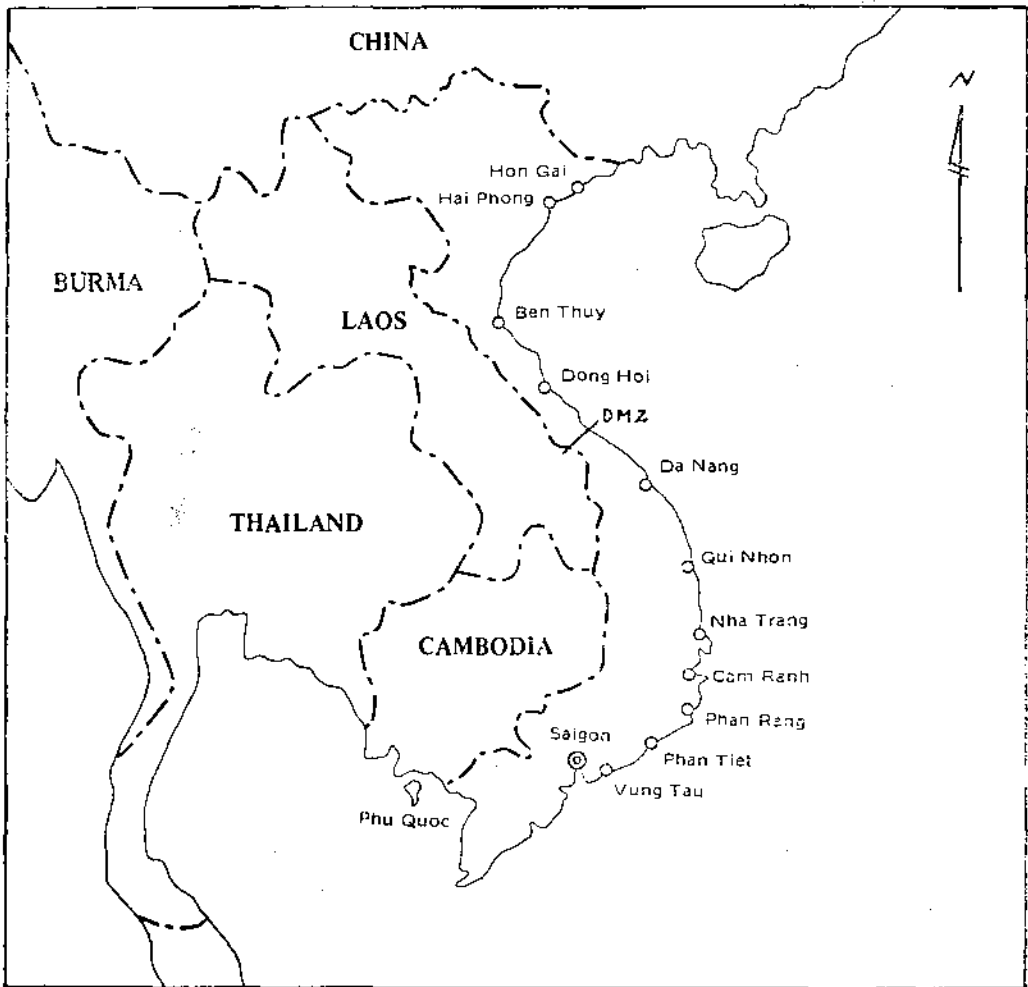 CHINA
N
Hon Gai
Hai Phong
BURMA
LAOS
Ben Thuy
Dong Hoi
DMZ
Da Nang
THAILAND
Qui Nhon
Nha Trang
CAMBODIA
Cam Ranh
Phan Rang
Saigon
Phan Tiet
Vung Tau
Phu Quoc